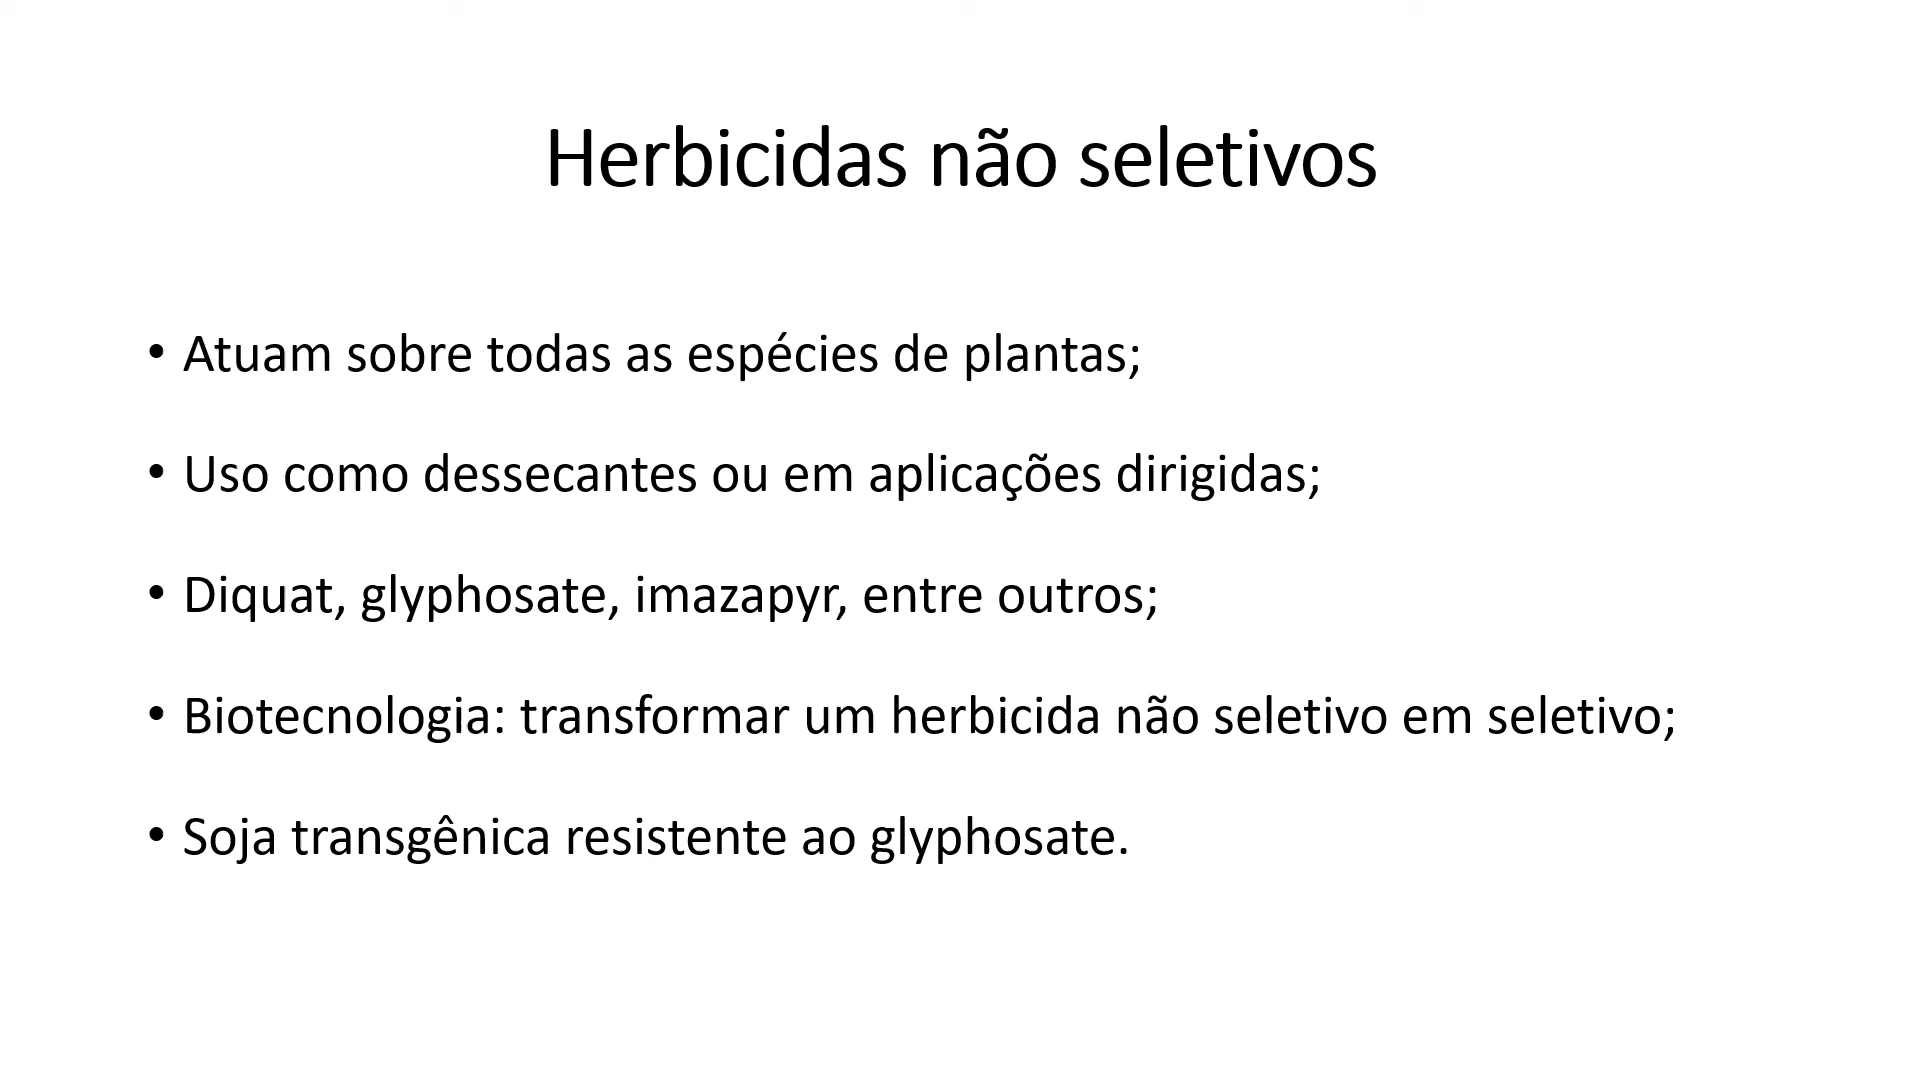 Herbicidas não seletivos
• Atuam sobre todas as espécies de plantas;
• Uso como dessecantes ou em aplicações dirigidas;
• Diquat, glyphosate, imazapyr, entre outros;
• Biotecnologia: transformar um herbicida não seletivo em seletivo;
• Soja transgênica resistente ao glyphosate.